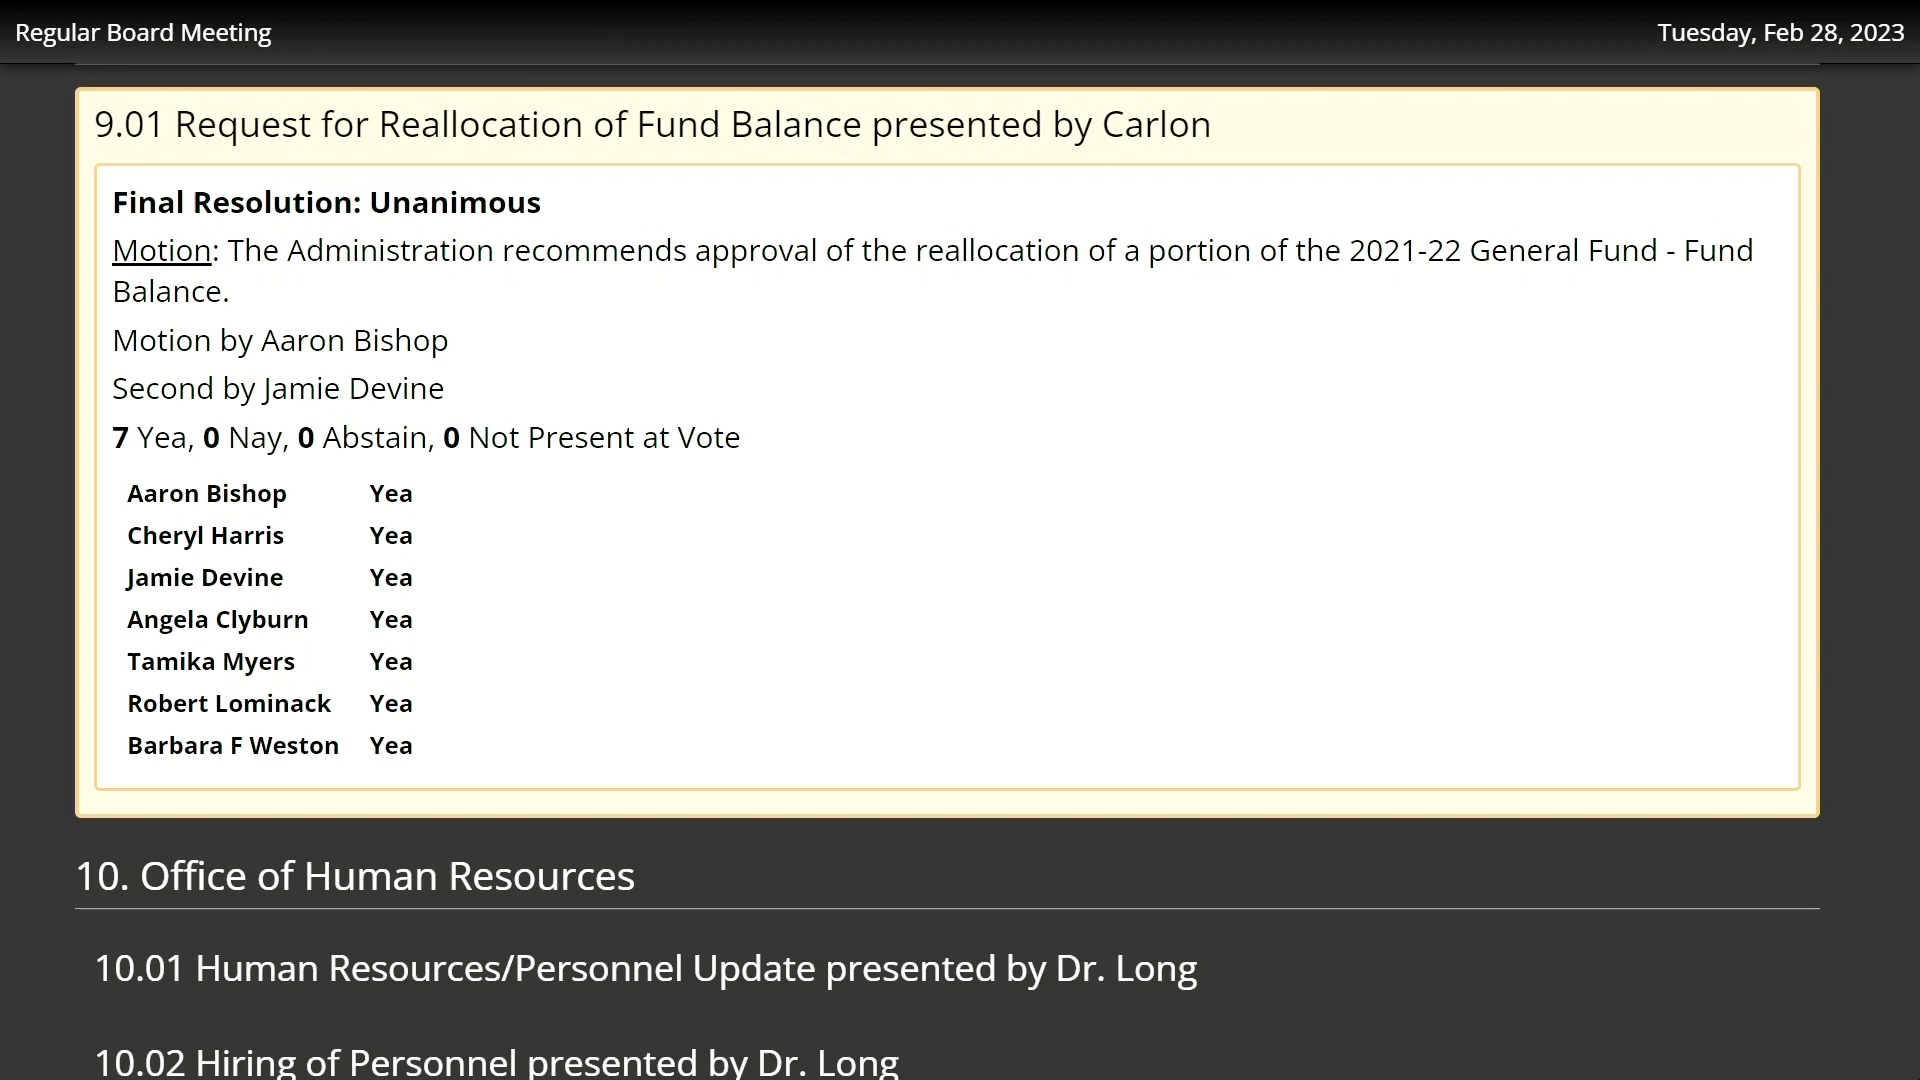 Regular Board Meeting
Tuesday, Feb 28, 2023
9.01 Request for Reallocation of Fund Balance presented by Carlon
Final Resolution: Unanimous
Motion: The Administration recommends approval of the reallocation of a portion of the 2021-22 General Fund - Fund
Balance.
Motion by Aaron Bishop
Second by Jamie Devine
7 Yea, 0 Nay, 0 Abstain, 0 Not Present at Vote
Aaron Bishop Yea
Cheryl Harris Yea
Jamie Devine Yea
Angela Clyburn Yea
Tamika Myers Yea
Robert Lominack Yea
Barbara F Weston Yea
10. Office of Human Resources
10.01 Human Resources/Personnel Update presented by Dr. Long
10.02 Hiring of Personnel presented by Dr. Long